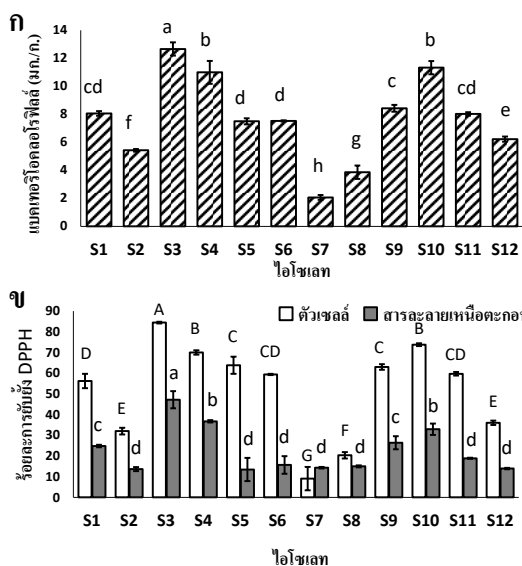 ก
แบคเทอริโอคลอโรฟิลล์ (มก./ก.)
14
12
10
8
6
4
2
0
cd f a b d d h g c b cd e
S1 S2 S3 S4 S5 S6 S7 S8 S9 S10 S11 S12
ไอโซเลท
ข
ร้อยละการยับยั้ง DPPH
90
80
70
60
50
40
30
20
10
0
ตัวเซลล์ สารละลายเหนือตะกอน
D E A B C CD G F C B CD E
c d a b d d d d c b d d
S1 S2 S3 S4 S5 S6 S7 S8 S9 S10 S11 S12
ไอโซเลท